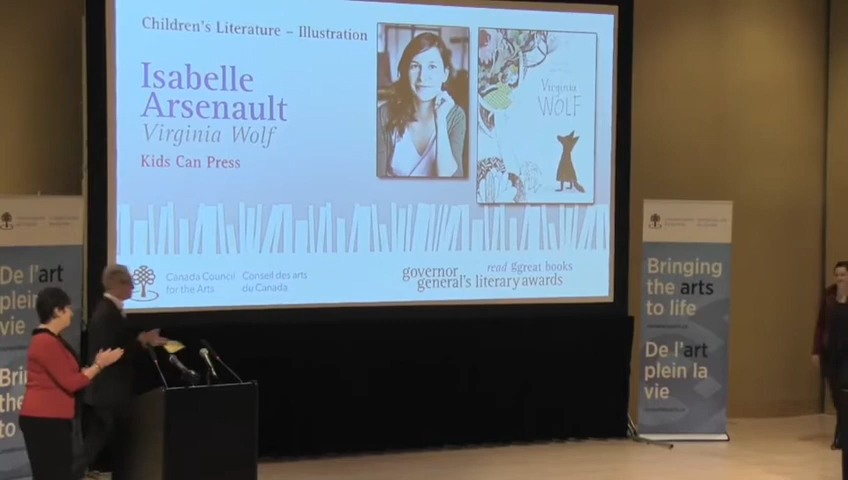 Children's Literature – Illustration
Isabelle
Arsenault
Virginia Wolf
Kids Can Press
Virginia
WOLF
Canada Council
for the Arts
Conseil des arts
du Canada
read 8great books
governor
general's literary awards
De l'art
plein
vie
Bri
the
to
Bringing
the arts
to life
De l'art
plein la
vie